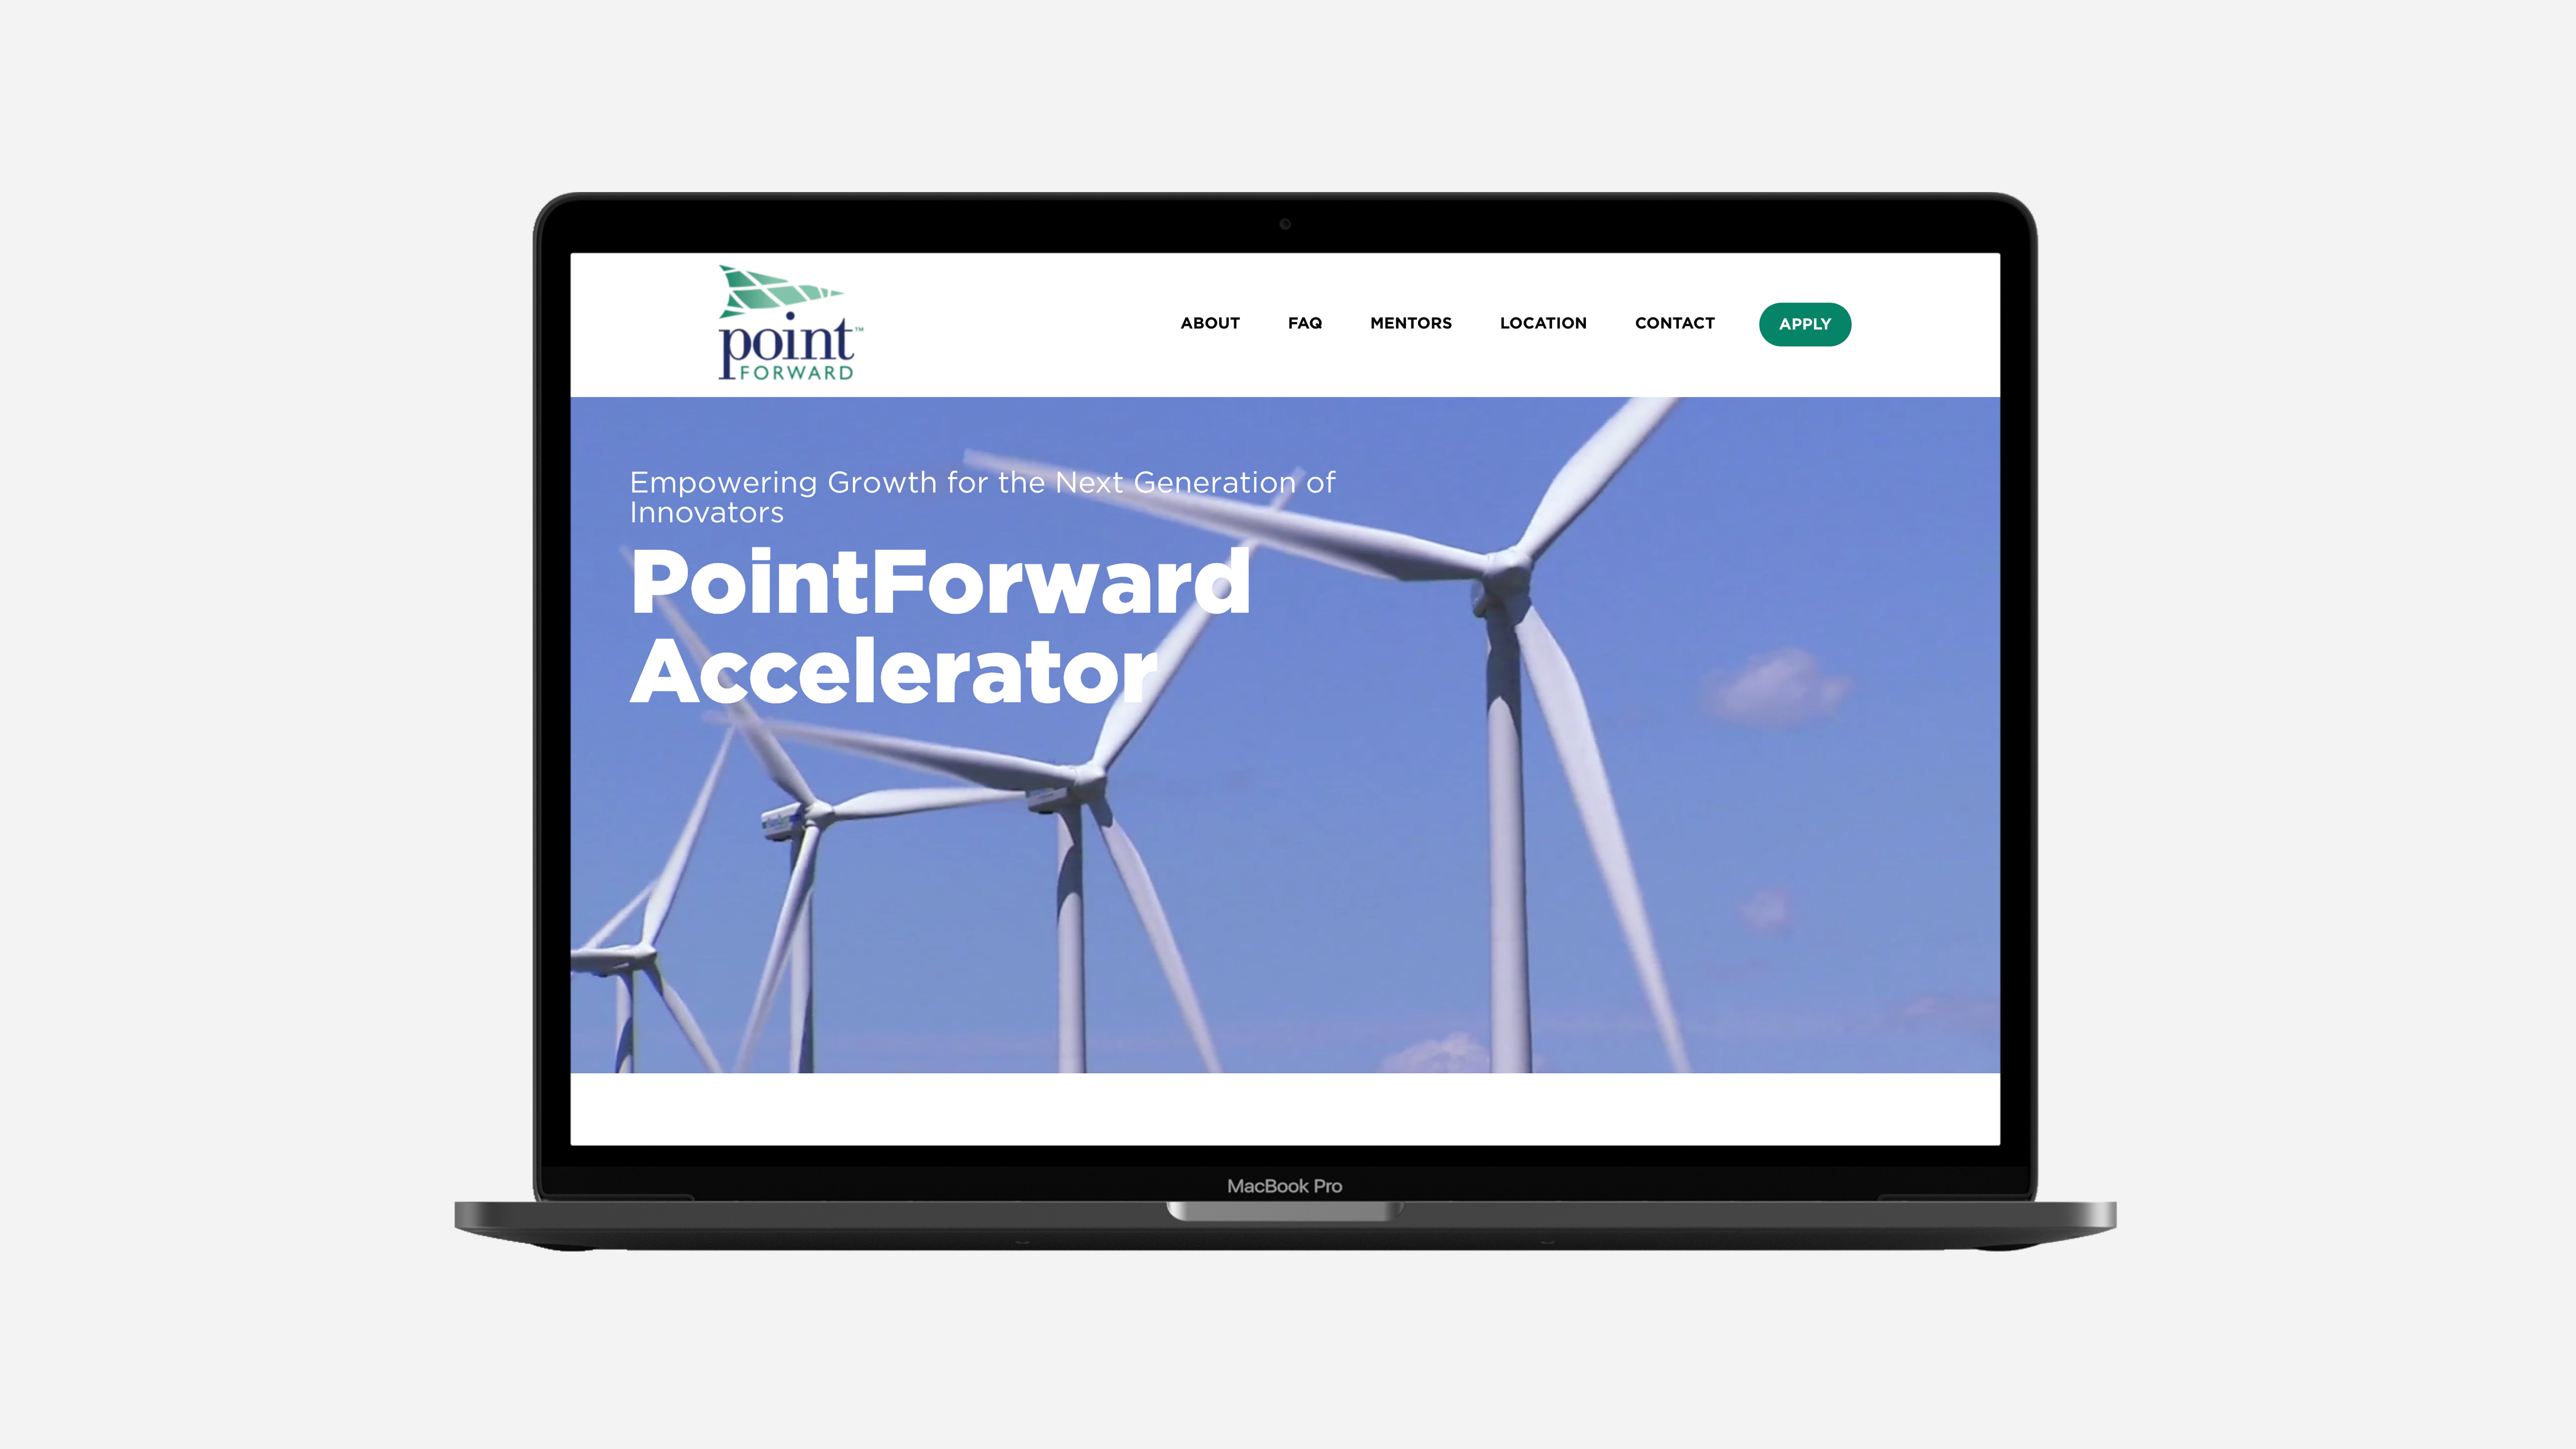 point™
FORWARD
ABOUT
FAQ
MENTORS
LOCATION
CONTACT
APPLY
Empowering Growth for the Next Generation of
Innovators
PointForward
Accelerator
MacBook Pro